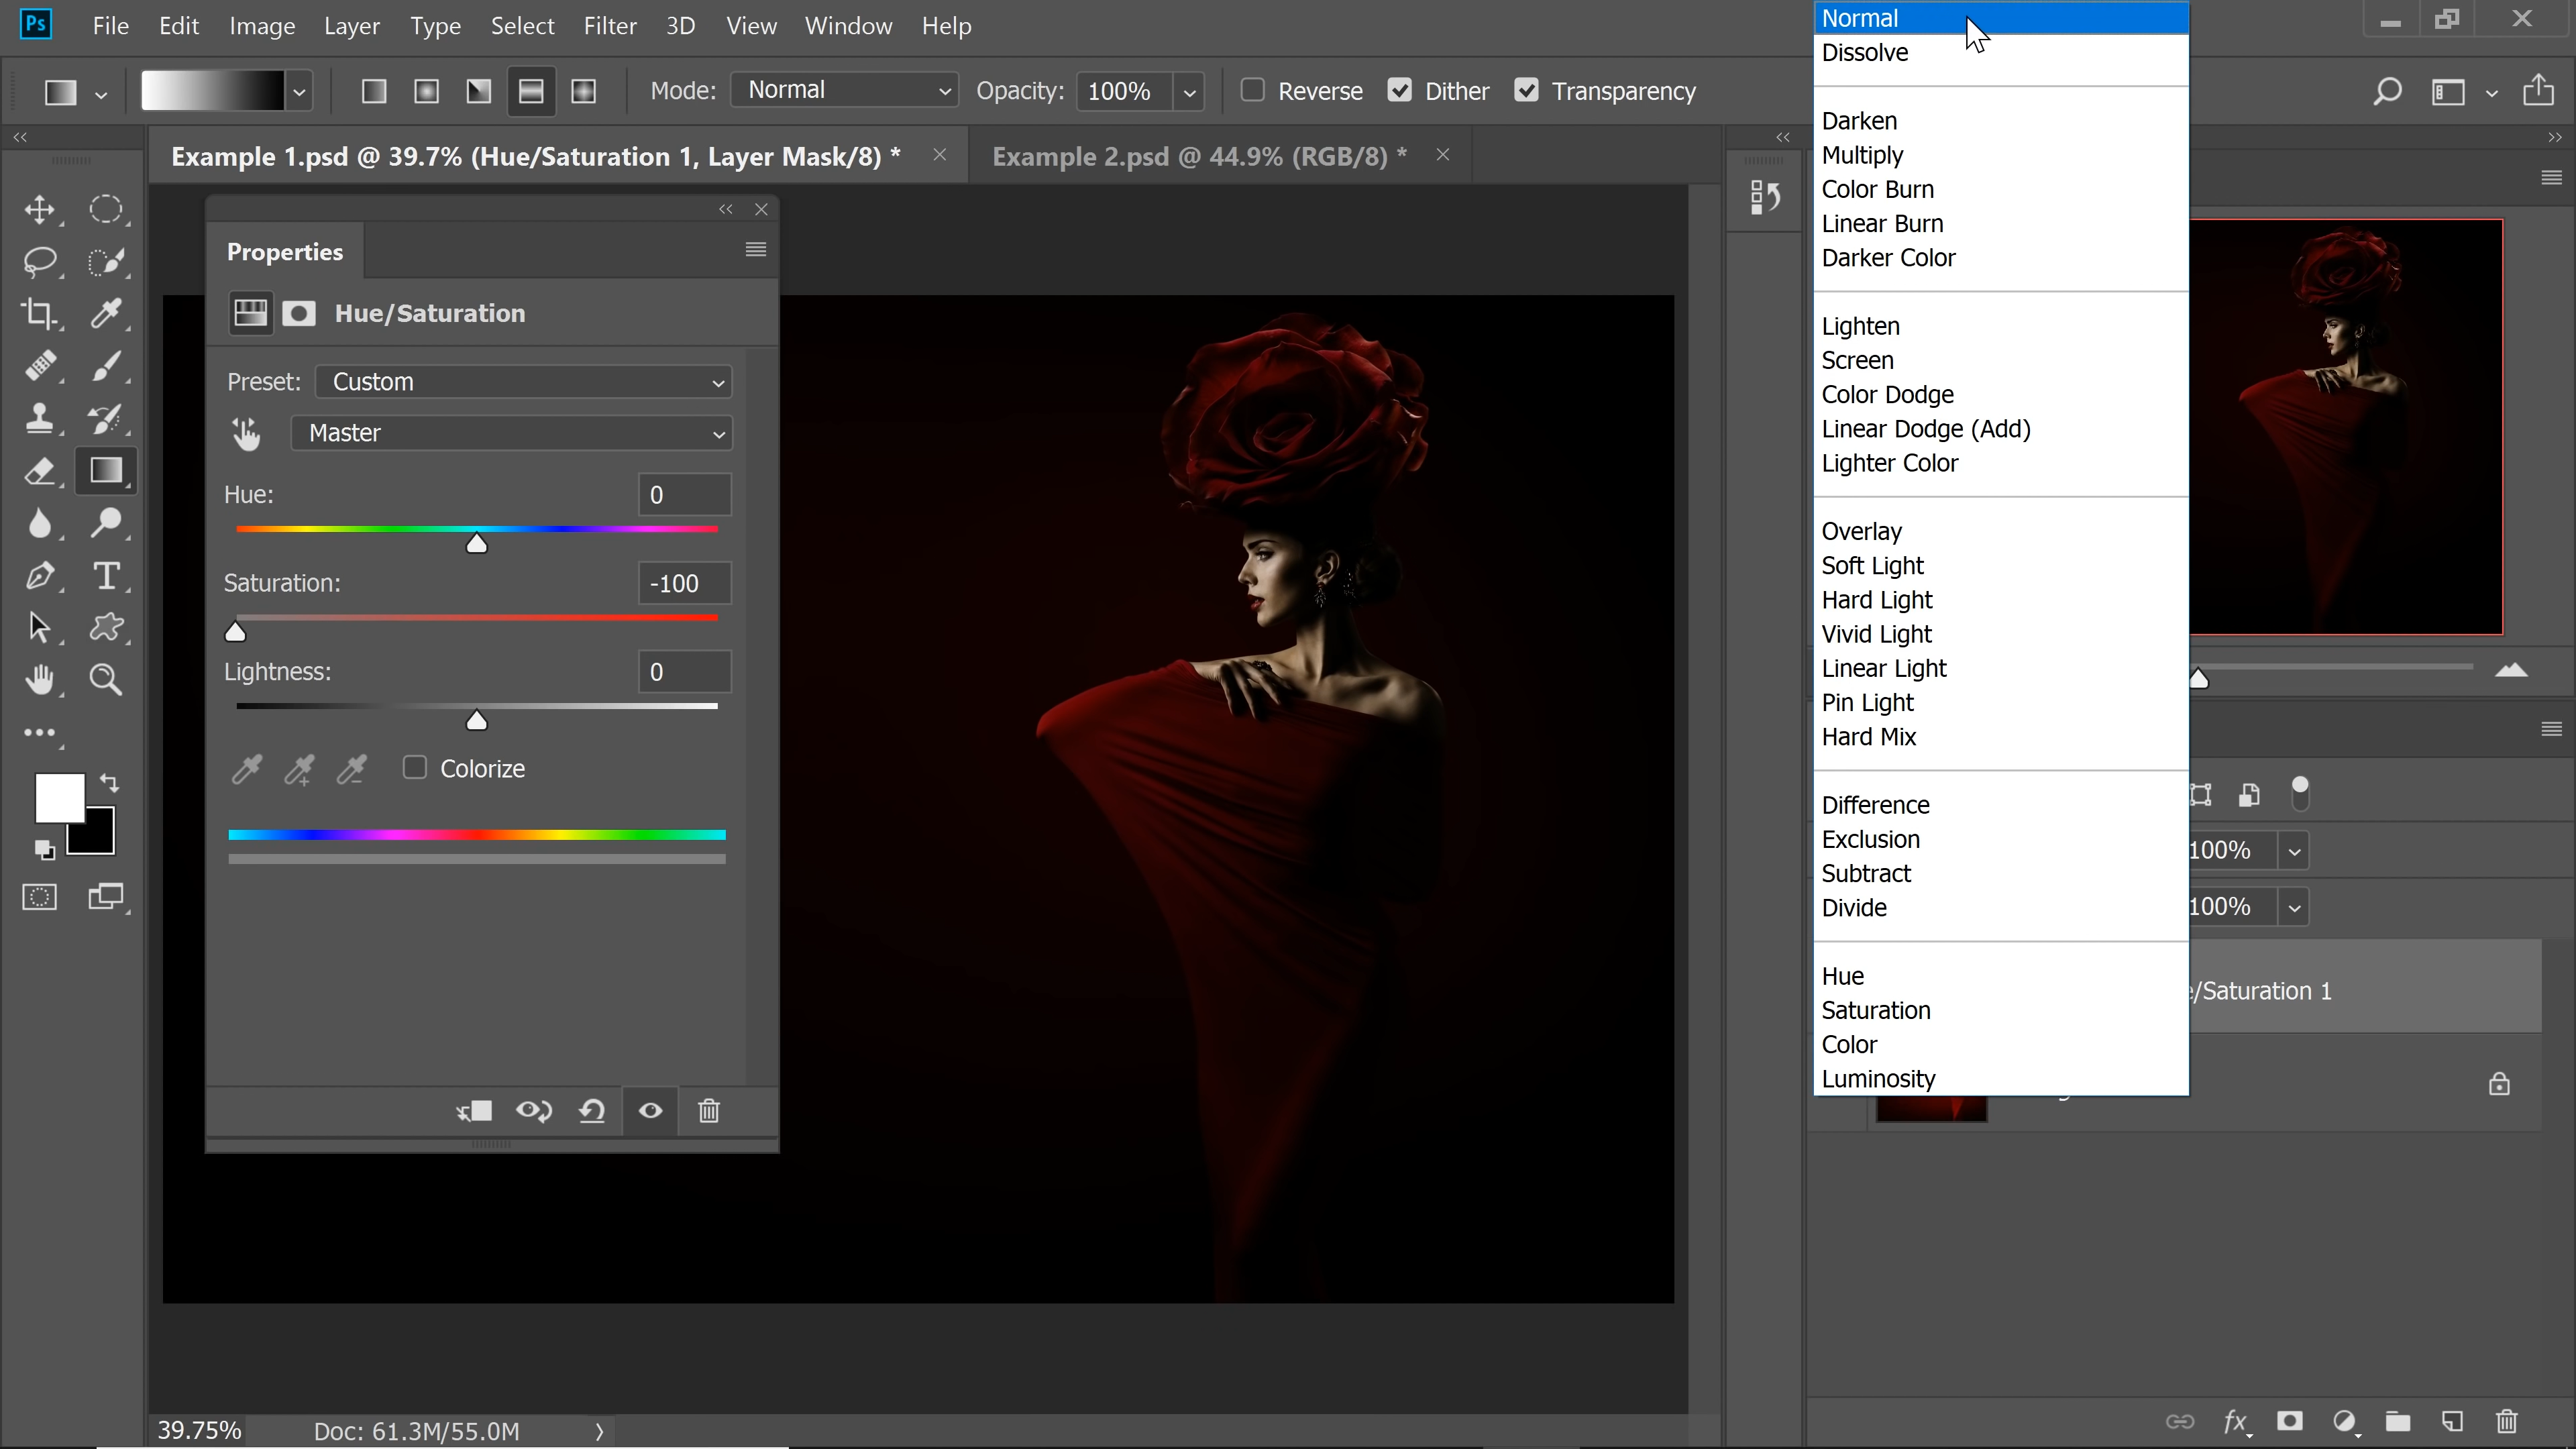 Ps File Edit Image Layer Type Select Filter 3D View Window Help
Mode: Normal Opacity: 100% Reverse Dither Transparency
Example 1.psd @ 39.7% (Hue/Saturation 1, Layer Mask/8) * Example 2.psd @ 44.9% (RGB/8) *
Properties
Hue/Saturation
Preset: Custom
Master
Hue: 0
Saturation: -100
Lightness: 0
Colorize
Normal
Dissolve
Darken
Multiply
Color Burn
Linear Burn
Darker Color
Lighten
Screen
Color Dodge
Linear Dodge (Add)
Lighter Color
Overlay
Soft Light
Hard Light
Vivid Light
Linear Light
Pin Light
Hard Mix
Difference
Exclusion
Subtract
Divide
Hue
Saturation
Color
Luminosity
100%
100%
/Saturation 1
fx
39.75% Doc: 61.3M/55.0M